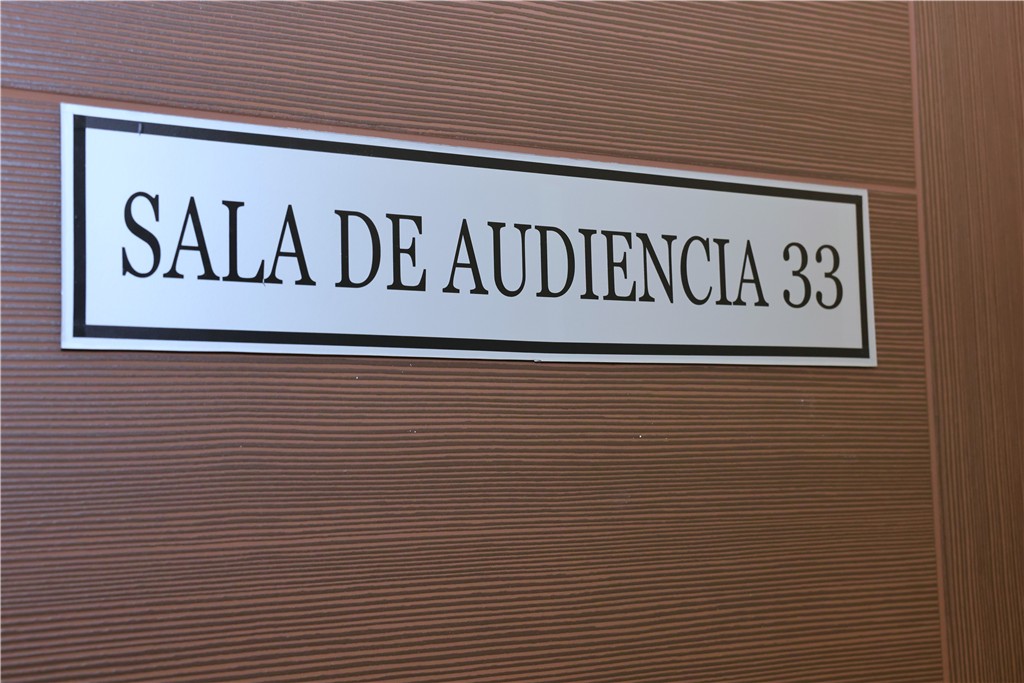 SALA DE AUDIENCIA 33